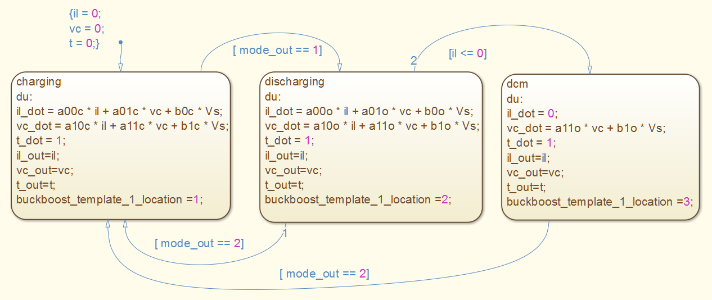 {il = 0;
vc = 0;
t = 0;}
[ mode_out == 1]
2
[il <= 0]
charging
du:
il_dot = a00c * il + a01c * vc + b0c * Vs;
vc_dot = a10c * il + a11c * vc + b1c * Vs;
t_dot = 1;
il_out=il;
vc_out=vc;
t_out=t;
buckboost_template_1_location =1;
discharging
du:
il_dot = a00o * il + a01o * vc + b0o * Vs;
vc_dot = a10o * il + a11o * vc + b1o * Vs;
t_dot = 1;
il_out=il;
vc_out=vc;
t_out=t;
buckboost_template_1_location =2;
dcm
du:
il_dot = 0;
vc_dot = a11o * vc + b1o * Vs;
t_dot = 1;
il_out=il;
vc_out=vc;
t_out=t;
buckboost_template_1_location =3;
1
[ mode_out == 2]
[ mode_out == 2]